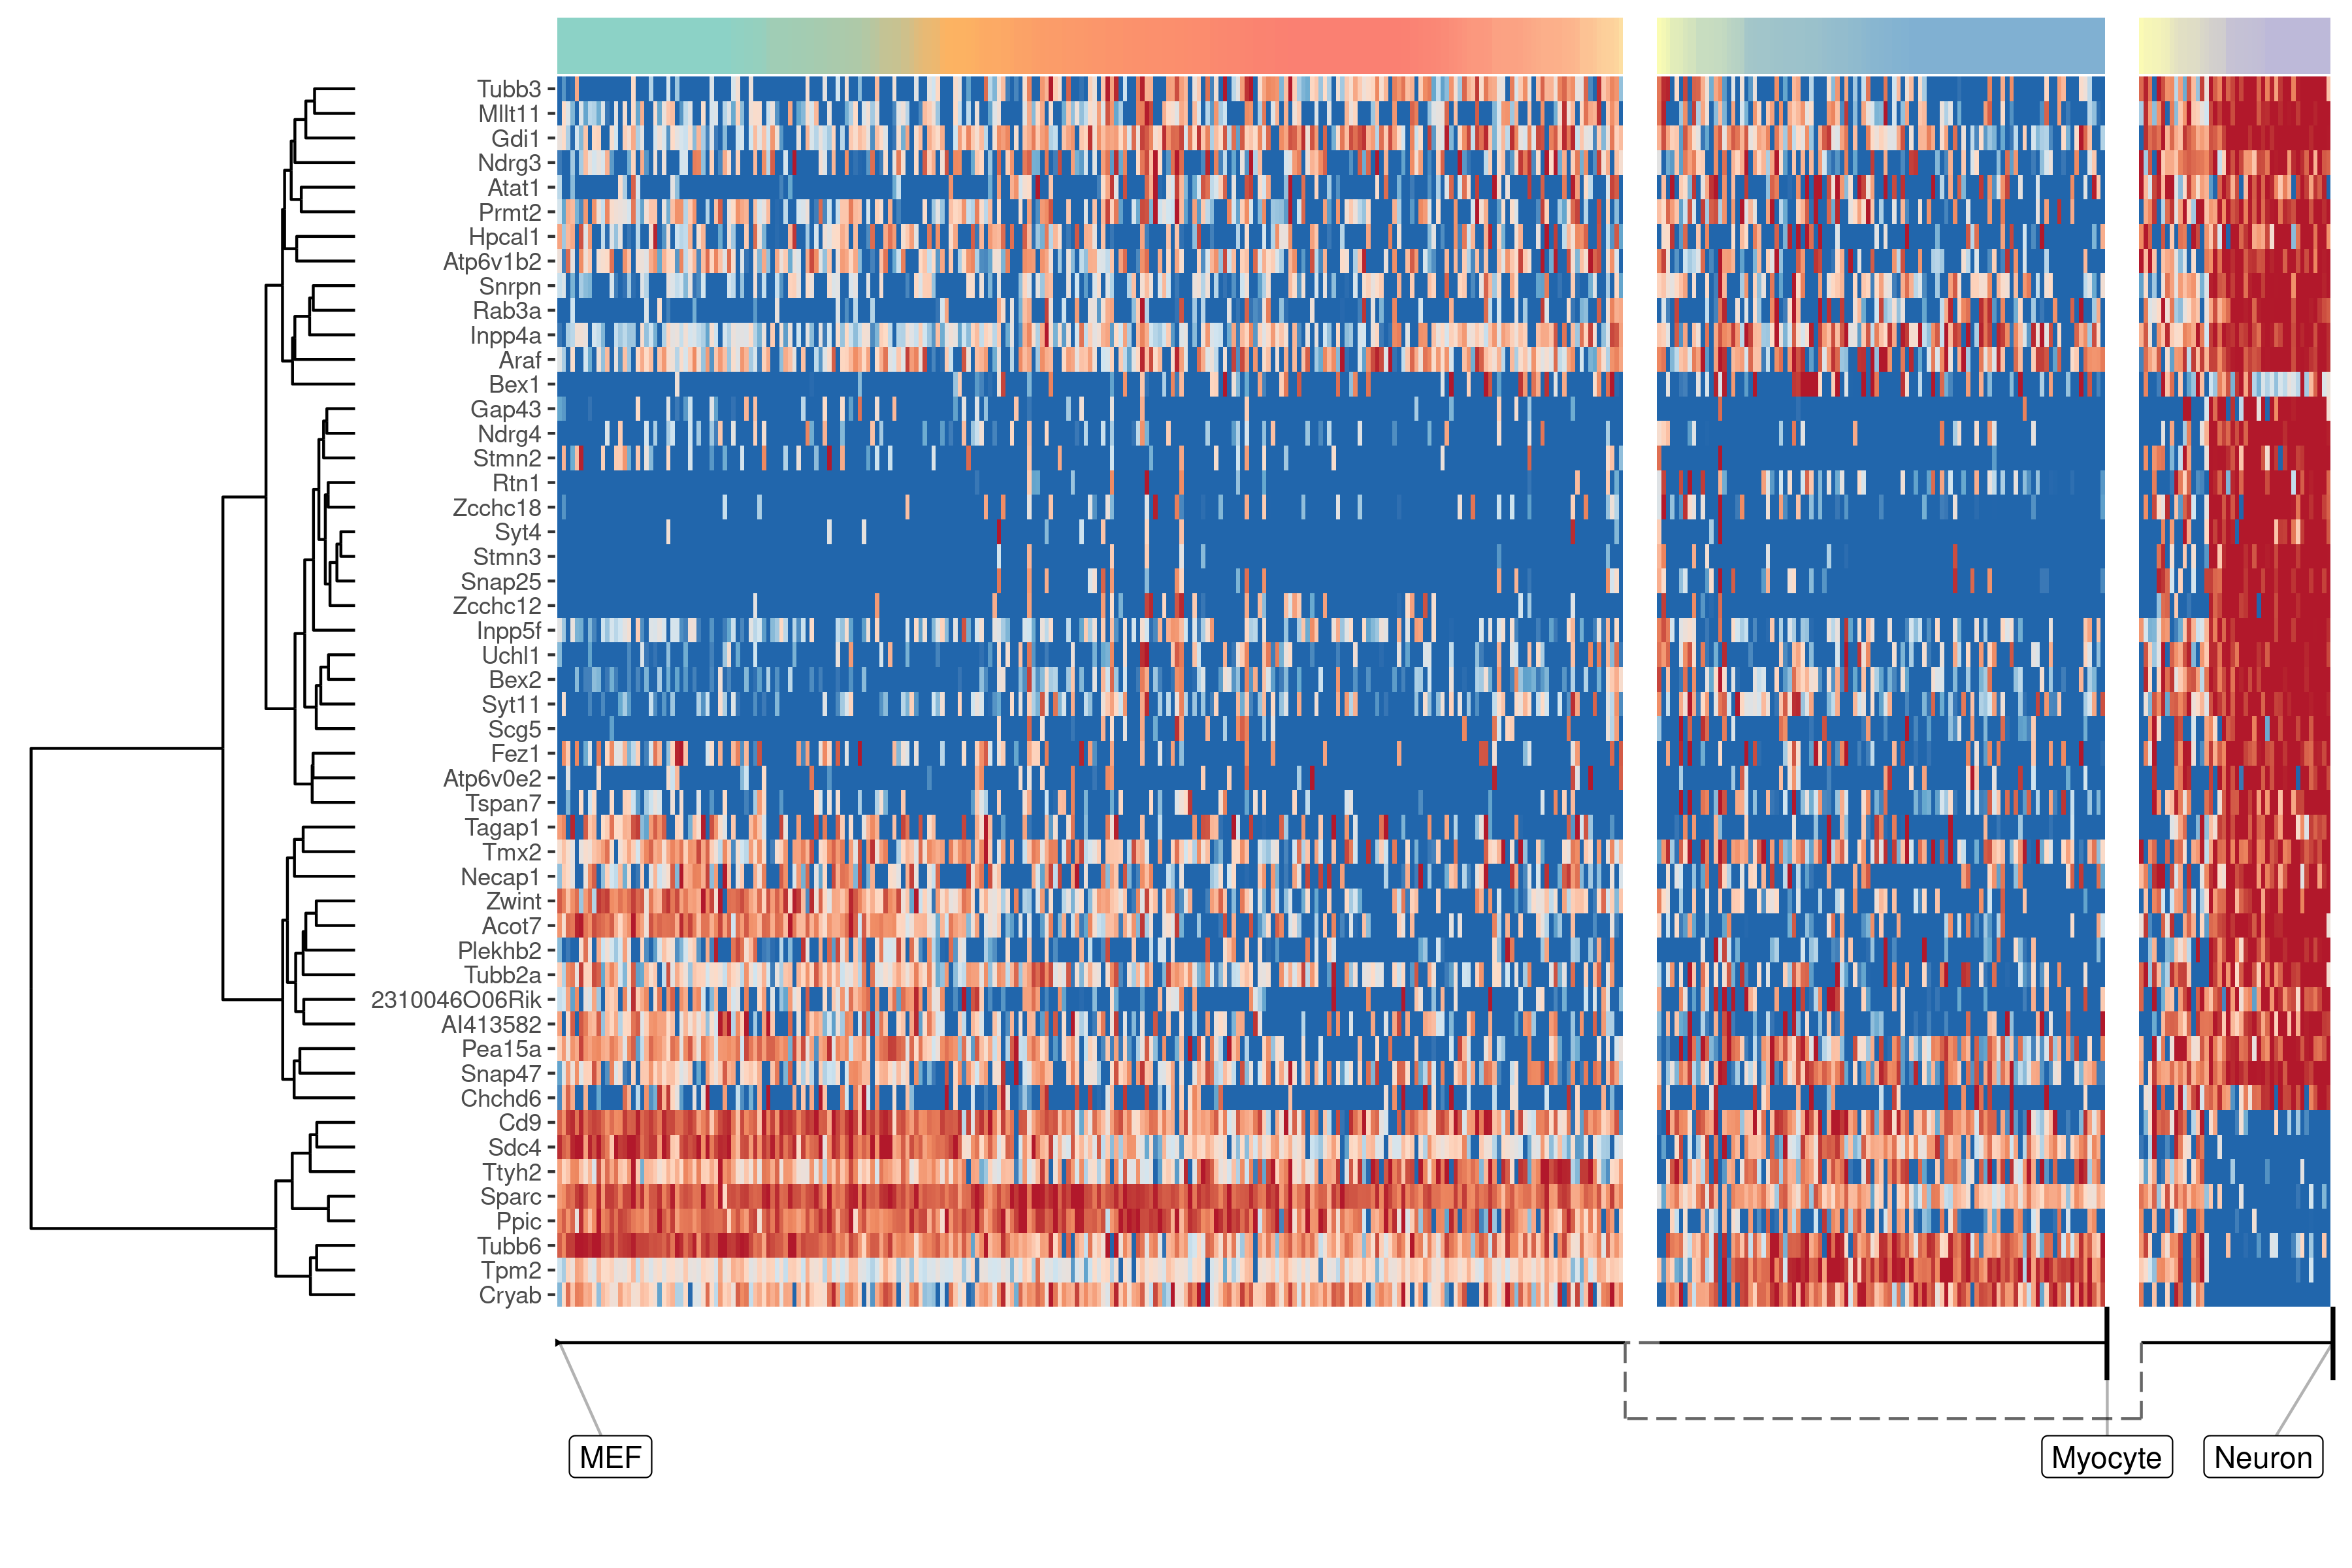 Tubb3
Mllt11
Gdi1
Ndrg3
Atat1
Prmt2
Hpcal1
Atp6v1b2
Snrpn
Rab3a
Inpp4a
Araf
Bex1
Gap43
Ndrg4
Stmn2
Rtn1
Zcchc18
Syt4
Stmn3
Snap25
Zcchc12
Inpp5f
Uchl1
Bex2
Syt11
Scg5
Fez1
Atp6v0e2
Tspan7
Tagap1
Tmx2
Necap1
Zwint
Acot7
Plekhb2
Tubb2a
2310046O06Rik
AI413582
Pea15a
Snap47
Chchd6
Cd9
Sdc4
Ttyh2
Sparc
Ppic
Tubb6
Tpm2
Cryab
MEF Myocyte Neuron